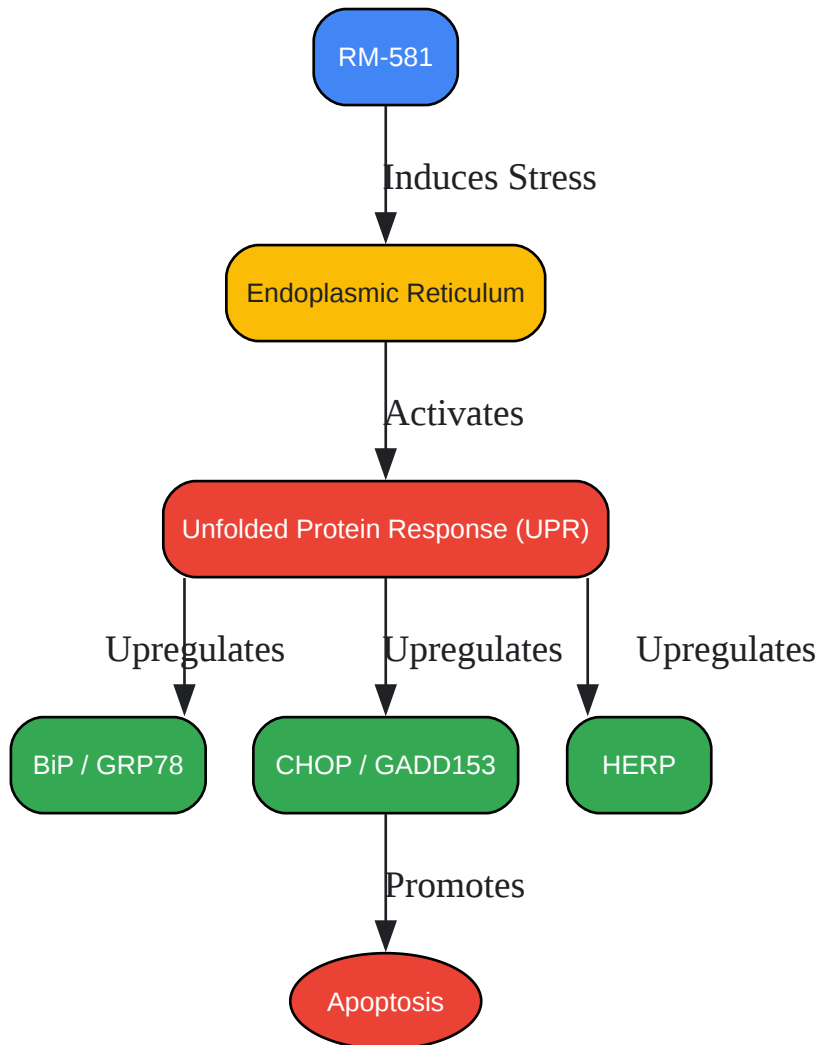 RM-581
Induces Stress
Endoplasmic Reticulum
Activates
Unfolded Protein Response (UPR)
Upregulates
Upregulates
Upregulates
BiP / GRP78
CHOP / GADD153
HERP
Promotes
Apoptosis